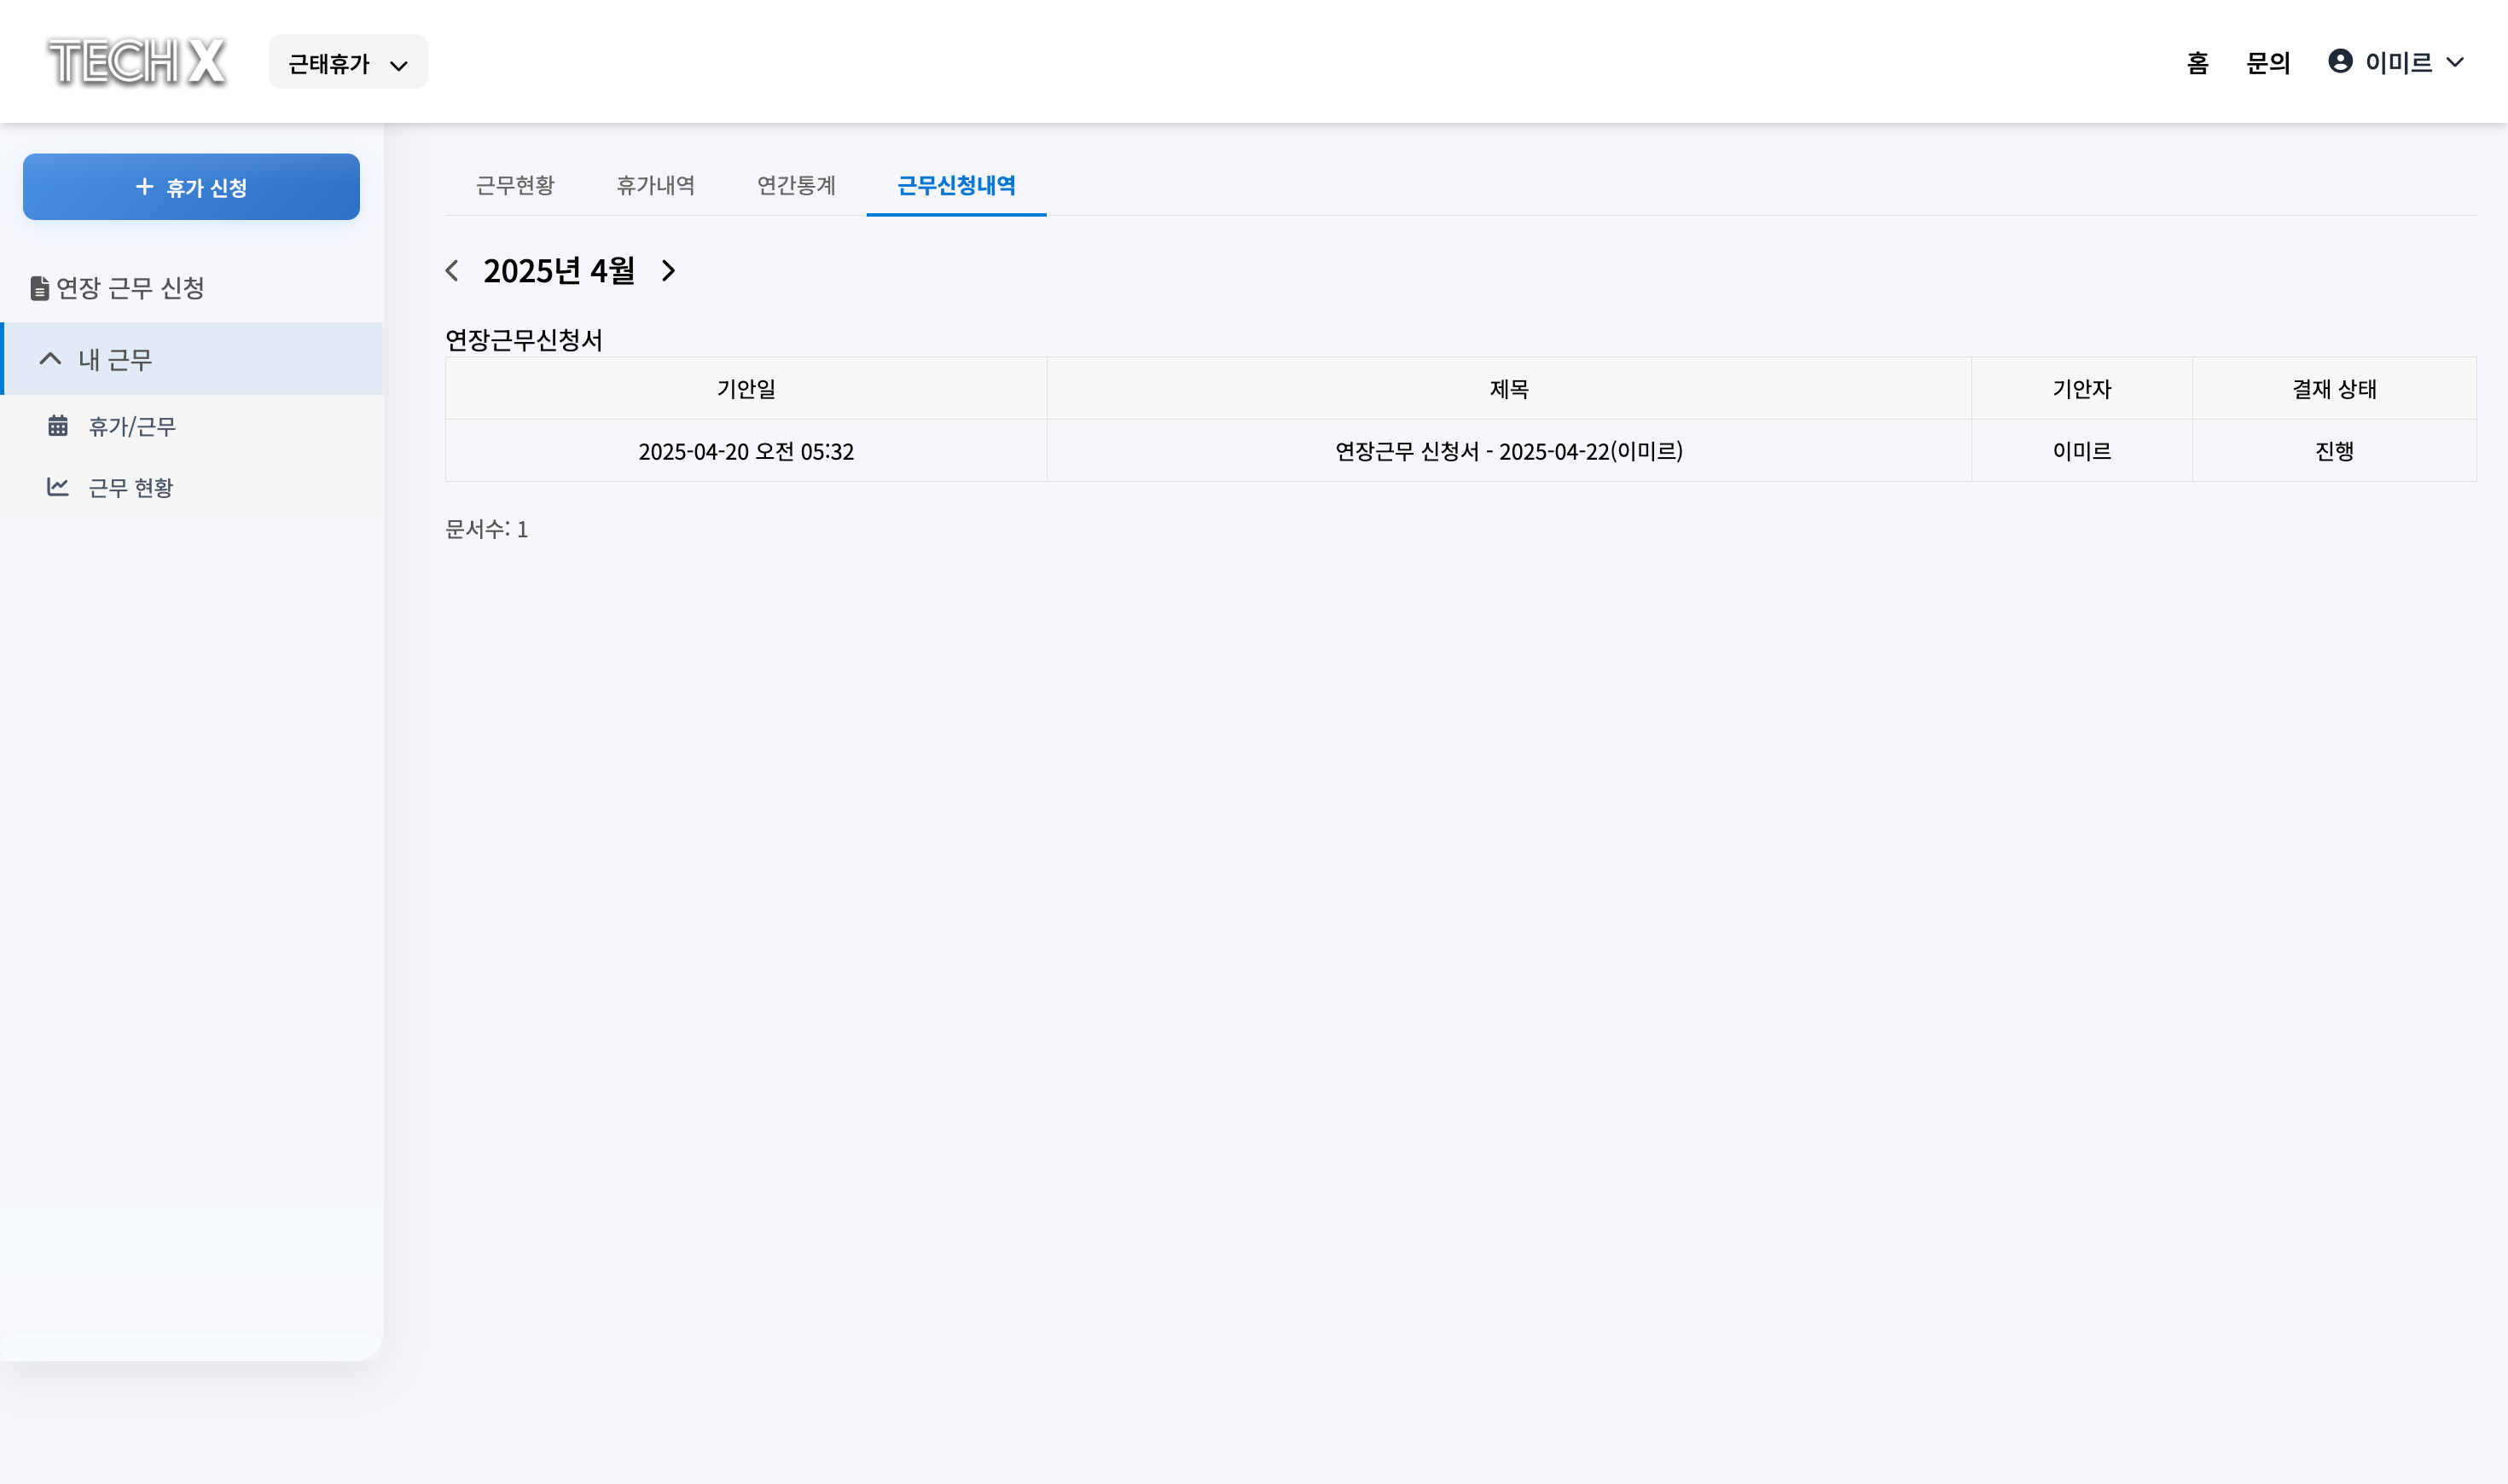 TECH X
근태휴가
홈 문의 이미르
휴가 신청
연장 근무 신청
내 근무
휴가/근무
근무 현황
근무현황 휴가내역 연간통계 근무신청내역
2025년 4월
연장근무신청서
기안일 제목 기안자 결재 상태
2025-04-20 오전 05:32 연장근무 신청서 - 2025-04-22(이미르) 이미르 진행
문서수: 1